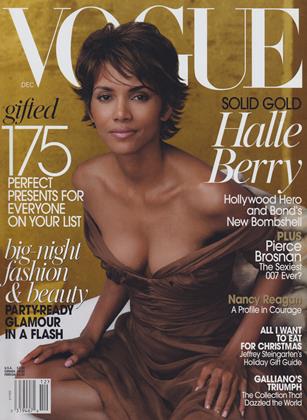 VOGUE
DEC
gifted
175
PERFECT
PRESENTS FOR
EVERYONE
ON YOUR LIST
big-night
fashion
& beauty
PARTY-READY
GLAMOUR
IN A FLASH
SOLID GOLD
Halle
Berry
Hollywood Hero
and Bond's
New Bombshell
PLUS
Pierce
Brosnan
The Sexiest
007 Ever?
Nancy Reagan
A Profile in Courage
ALL I WANT
TO EAT
FOR CHRISTMAS
Jeffrey Steingarten's
Holiday Gift Guide
GALLIANO'S
TRIUMPH
The Collection That
Dazzled the World